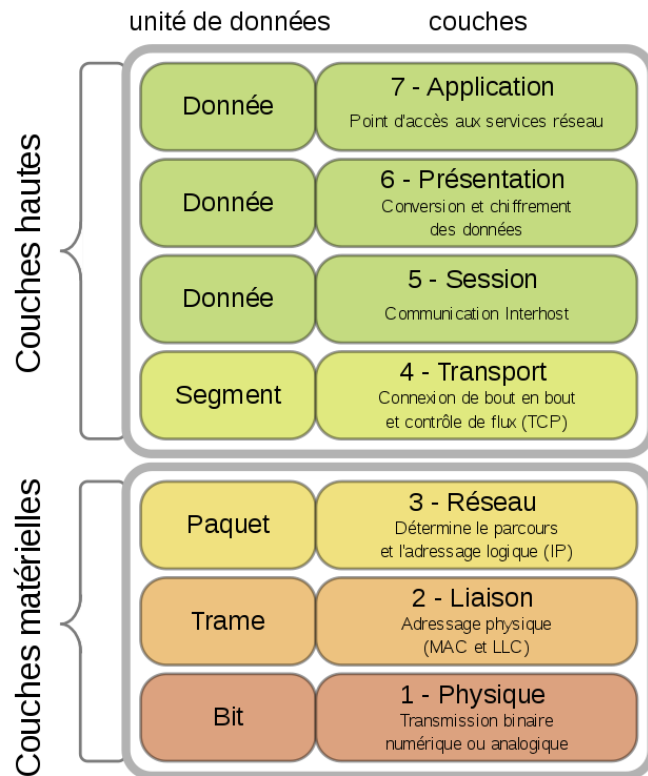 unité de données
couches
Couches hautes
Donnée
7 - Application
Point d'accès aux services réseau
Donnée
6 - Présentation
Conversion et chiffrement
des données
Donnée
5 - Session
Communication Interhost
Segment
4 - Transport
Connexion de bout en bout
et contrôle de flux (TCP)
Couches matérielles
Paquet
3 - Réseau
Détermine le parcours
et l'adressage logique (IP)
Trame
2 - Liaison
Adressage physique
(MAC et LLC)
Bit
1 - Physique
Transmission binaire
numérique ou analogique